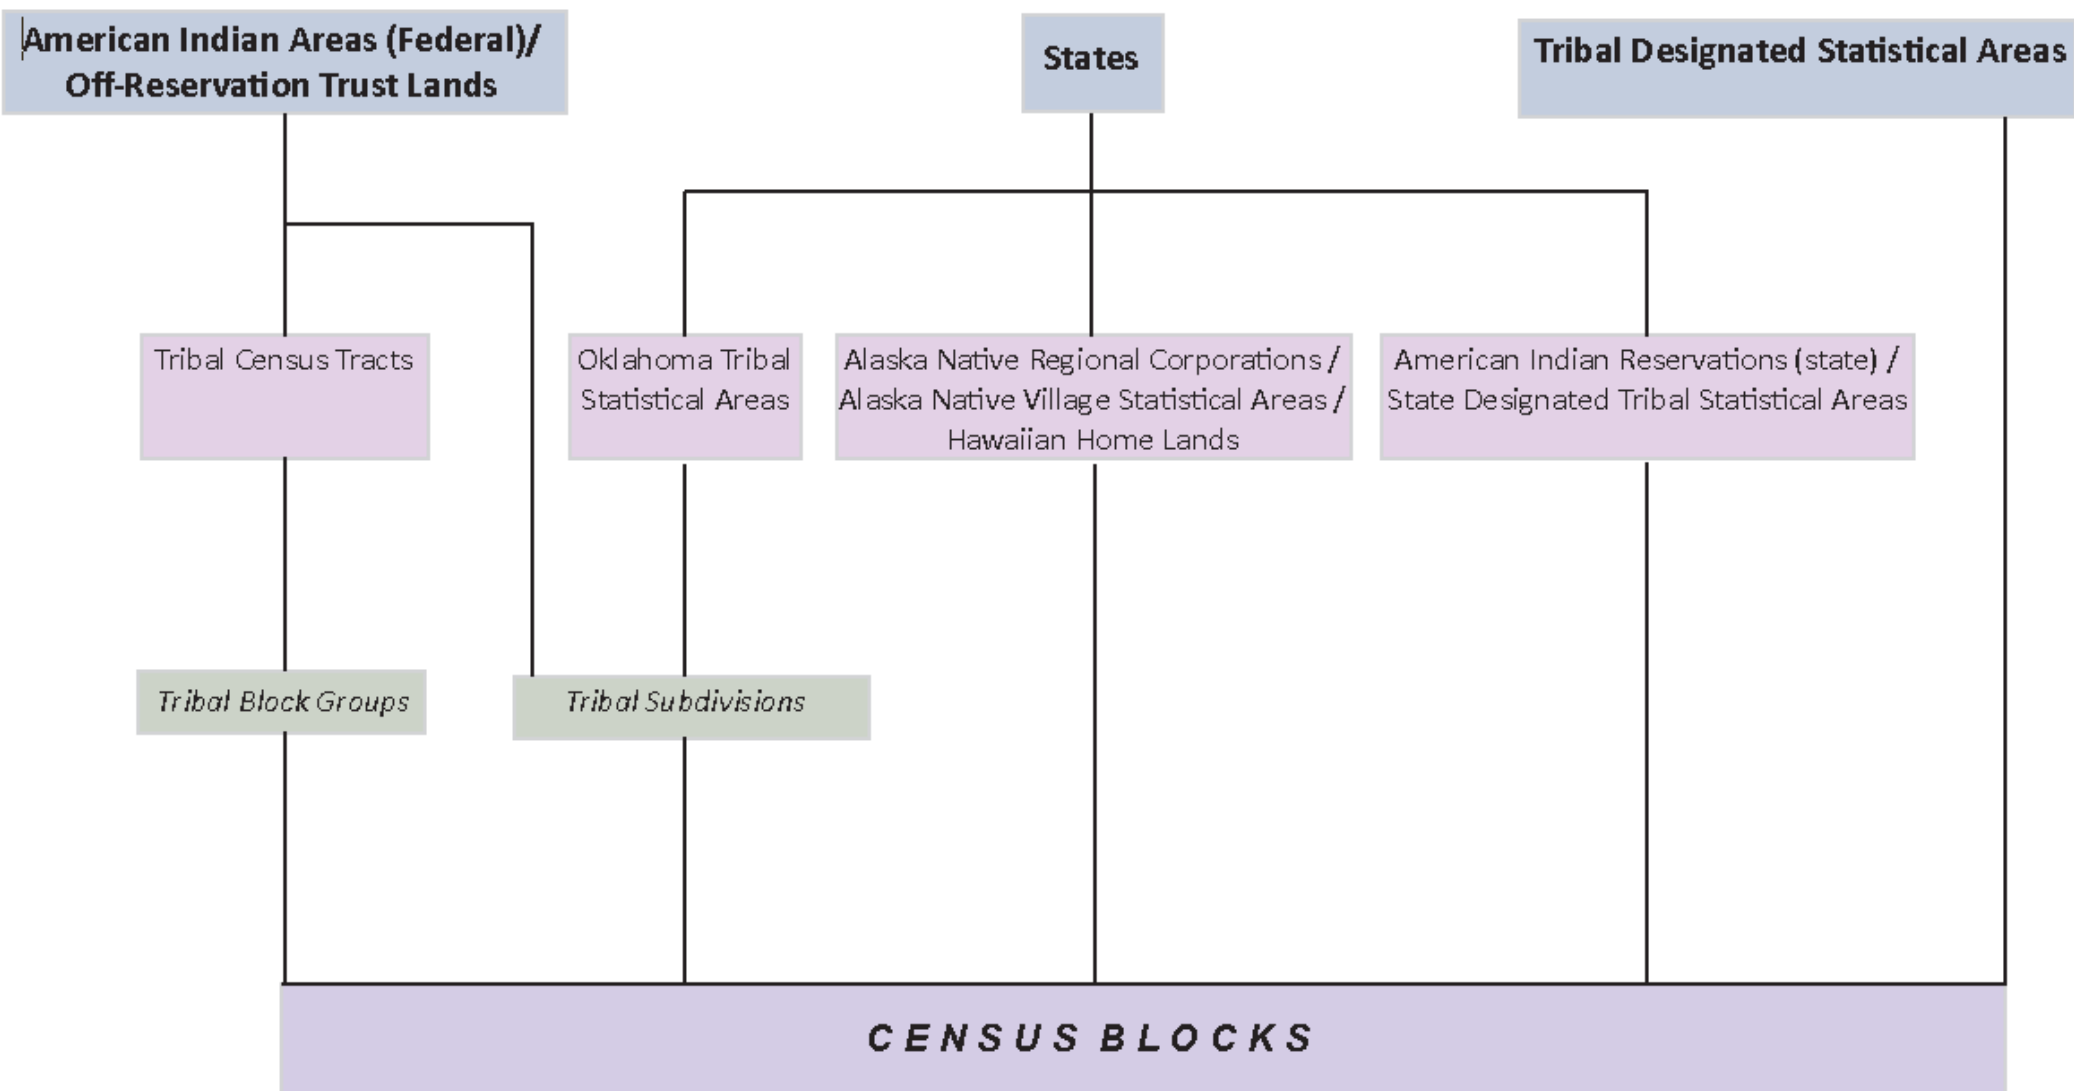 American Indian Areas (Federal)/
Off-Reservation Trust Lands
States
Tribal Designated Statistical Areas
Tribal Census Tracts
Oklahoma Tribal
Statistical Areas
Alaska Native Regional Corporations /
Alaska Native Village Statistical Areas /
Hawaiian Home Lands
American Indian Reservations (state) /
State Designated Tribal Statistical Areas
Tribal Block Groups
Tribal Subdivisions
CENSUS BLOCKS